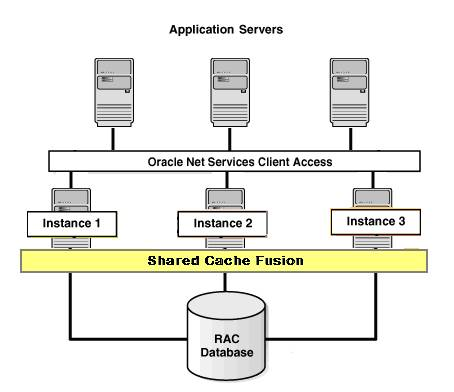 Application Servers
Oracle Net Services Client Access
Instance 1
Instance 2
Instance 3
Shared Cache Fusion
RAC
Database